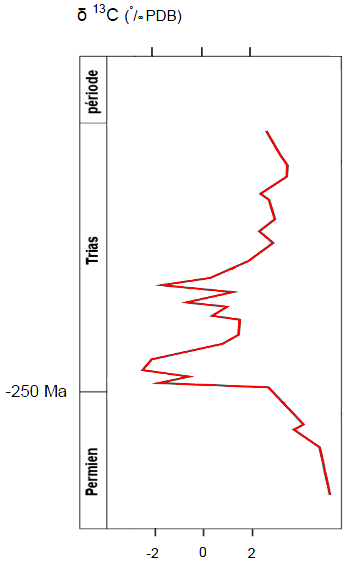 δ ¹³C (°/∞ PDB)
période
Trias
-250 Ma
Permien
-2 0 2